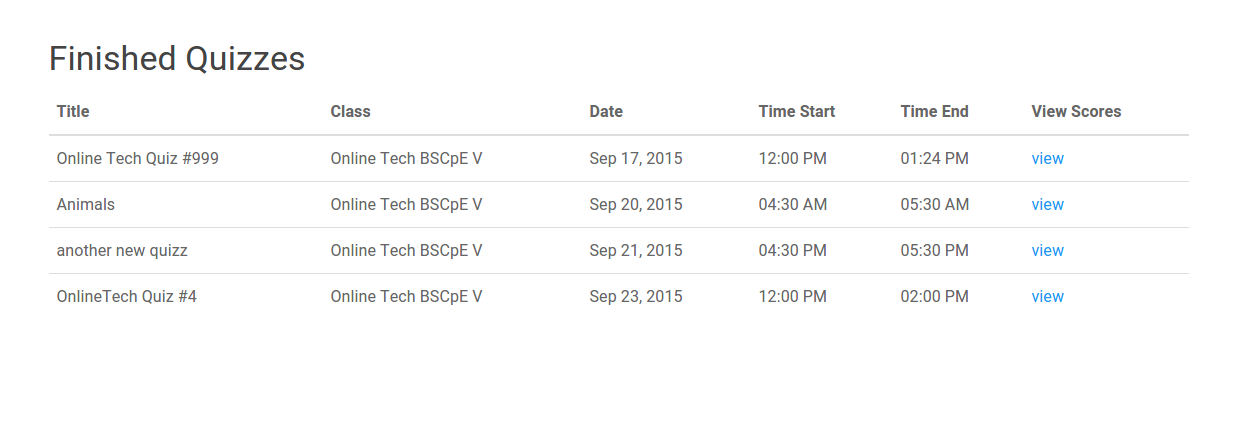 Finished Quizzes
Title Class Date Time Start Time End View Scores
Online Tech Quiz #999 Online Tech BSCpE V Sep 17, 2015 12:00 PM 01:24 PM view
Animals Online Tech BSCpE V Sep 20, 2015 04:30 AM 05:30 AM view
another new quizz Online Tech BSCpE V Sep 21, 2015 04:30 PM 05:30 PM view
OnlineTech Quiz #4 Online Tech BSCpE V Sep 23, 2015 12:00 PM 02:00 PM view